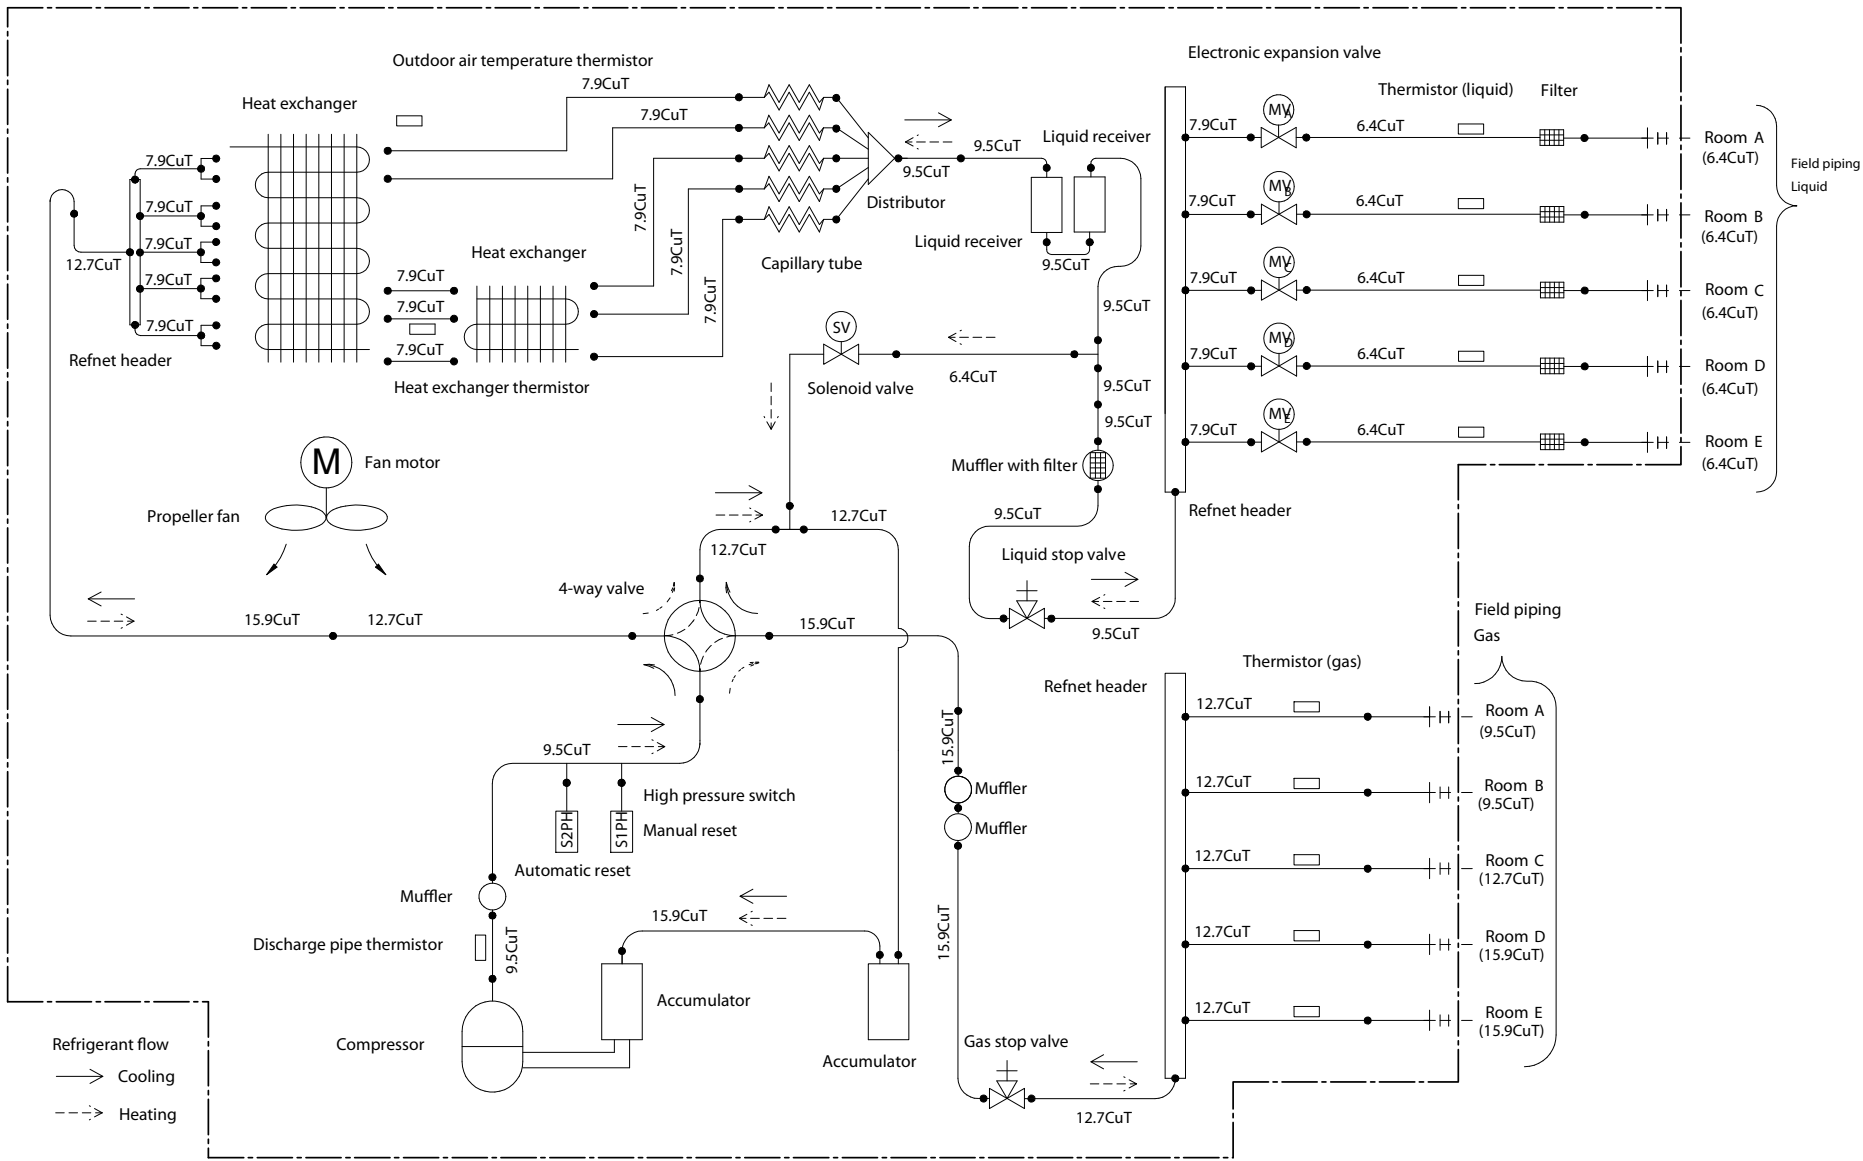 Electronic expansion valve
Outdoor air temperature thermistor
7.9CuT
Heat exchanger
7.9CuT
Thermistor (liquid)
Filter
Liquid receiver
9.5CuT
9.5CuT
7.9CuT
MV
A
6.4CuT
Room A
(6.4CuT)
Field piping
Liquid
7.9CuT
7.9CuT
7.9CuT
7.9CuT
7.9CuT
12.7CuT
Refnet header
Distributor
Liquid receiver
9.5CuT
Capillary tube
7.9CuT
7.9CuT
7.9CuT
Heat exchanger
7.9CuT
7.9CuT
7.9CuT
Heat exchanger thermistor
7.9CuT
MV
B
6.4CuT
Room B
(6.4CuT)
7.9CuT
MV
C
6.4CuT
Room C
(6.4CuT)
7.9CuT
MV
D
6.4CuT
Room D
(6.4CuT)
7.9CuT
MV
E
6.4CuT
Room E
(6.4CuT)
9.5CuT
SV
Solenoid valve
6.4CuT
9.5CuT
9.5CuT
Muffler with filter
Refnet header
9.5CuT
Liquid stop valve
9.5CuT
M
Fan motor
Propeller fan
12.7CuT
12.7CuT
4-way valve
15.9CuT
12.7CuT
15.9CuT
Field piping
Gas
Thermistor (gas)
Refnet header
12.7CuT
Room A
(9.5CuT)
12.7CuT
Room B
(9.5CuT)
12.7CuT
Room C
(12.7CuT)
12.7CuT
Room D
(15.9CuT)
12.7CuT
Room E
(15.9CuT)
15.9CuT
Muffler
Muffler
15.9CuT
9.5CuT
High pressure switch
S2PH
S1PH
Manual reset
Automatic reset
Muffler
Discharge pipe thermistor
9.5CuT
15.9CuT
Accumulator
Compressor
Accumulator
Gas stop valve
12.7CuT
Refrigerant flow
Cooling
Heating